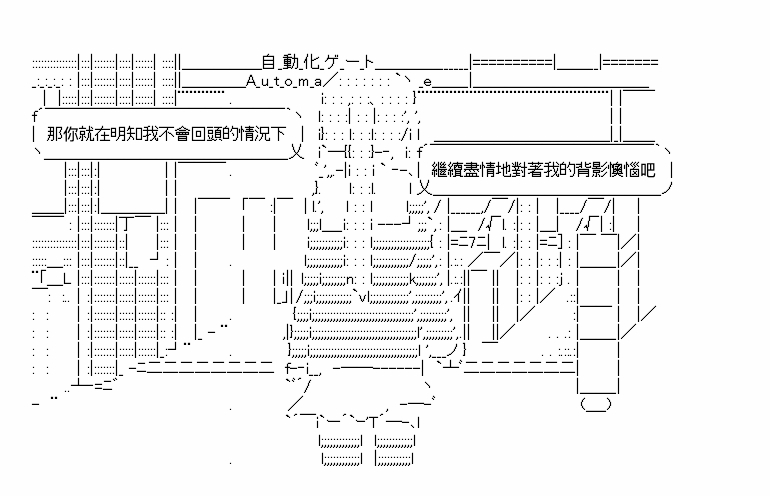 自動化ゲート
Automa e
那你就在明知我不會回頭的情況下
繼續盡情地對著我的背影懊惱吧